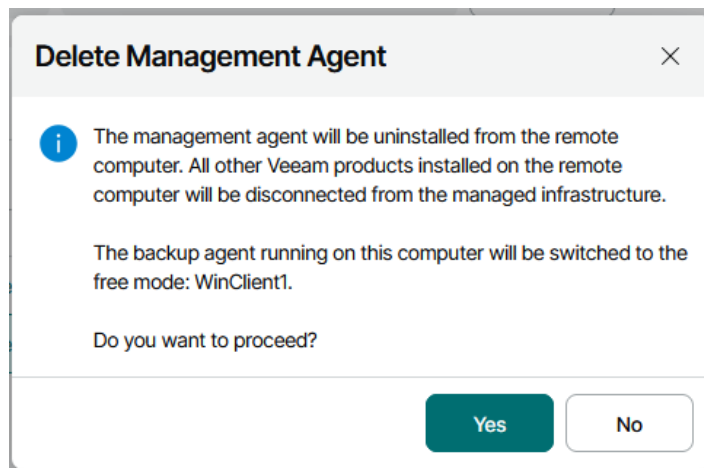 Delete Management Agent
The management agent will be uninstalled from the remote
computer. All other Veeam products installed on the remote
computer will be disconnected from the managed infrastructure.
The backup agent running on this computer will be switched to the
free mode: WinClient1.
Do you want to proceed?
Yes
No